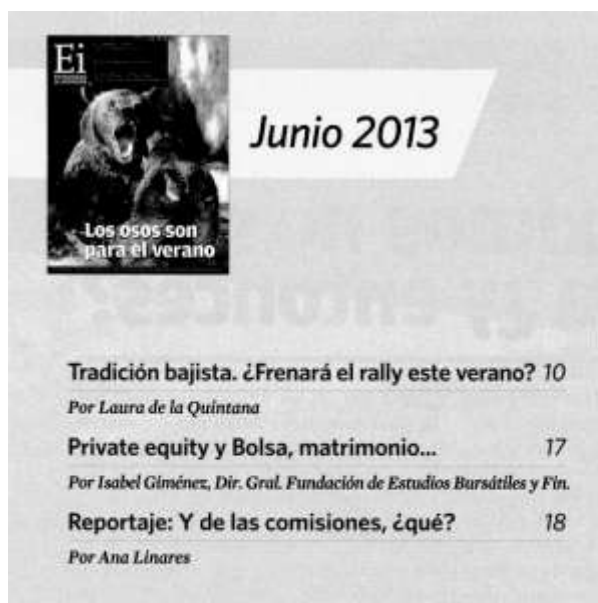 Ei
Junio 2013
Los osos son
para el verano
Tradición bajista. ¿Frenará el rally este verano? 10
Por Laura de la Quintana
Private equity y Bolsa, matrimonio... 17
Por Isabel Giménez, Dir. Gral. Fundación de Estudios Bursátiles y Fin.
Reportaje: Y de las comisiones, ¿qué? 18
Por Ana Linares